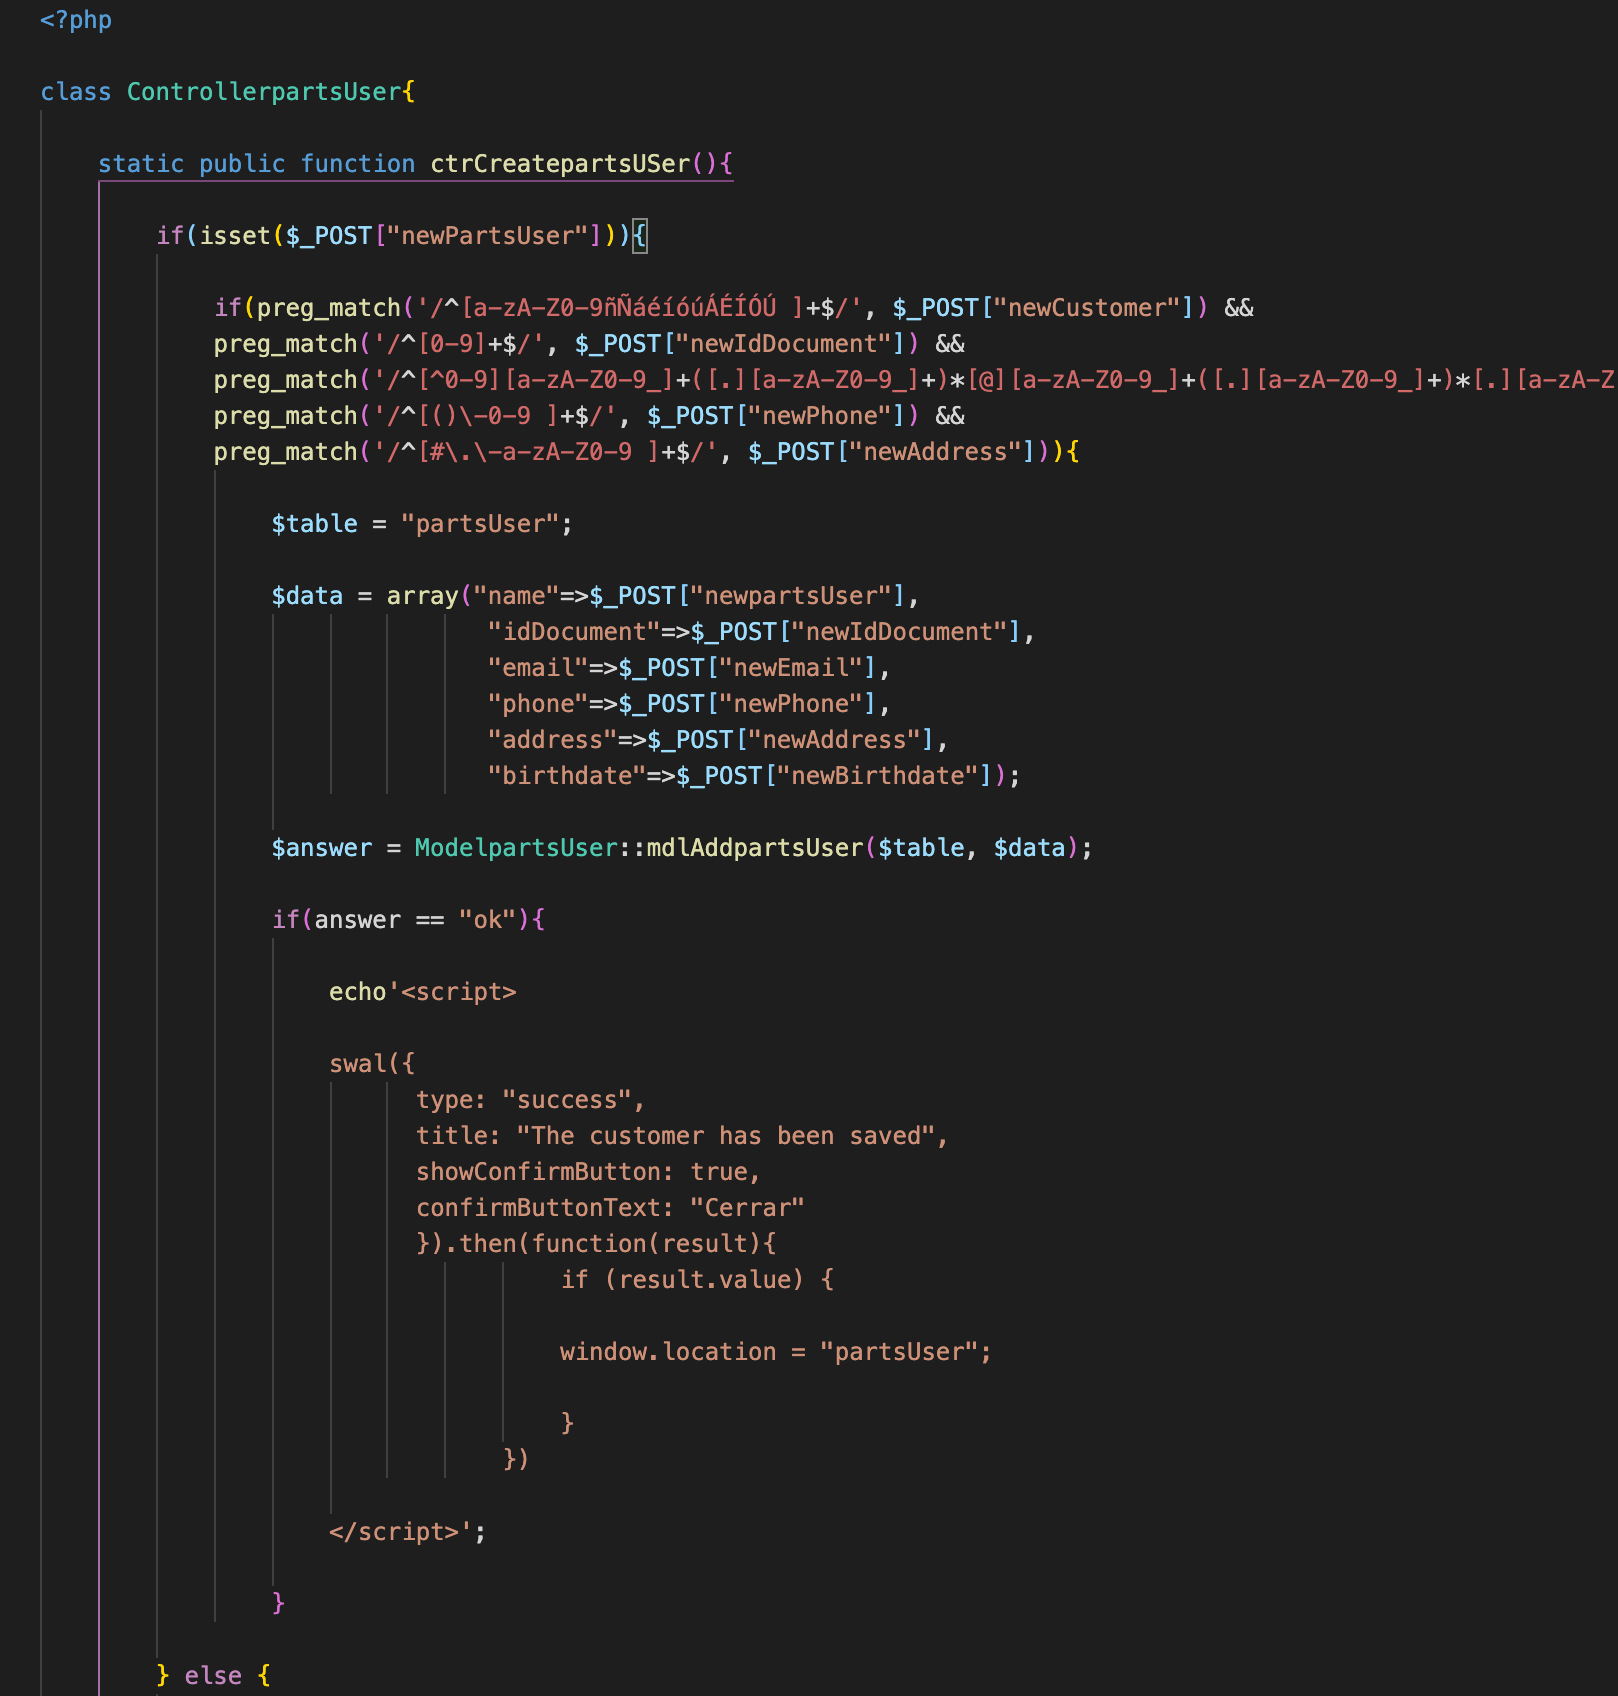 <?php
class ControllerpartsUser{
static public function ctrCreatepartsUSer(){
if(isset($_POST["newPartsUser"])){
if(preg_match('/^[a-zA-Z0-9ñÑáéíóúÁÉÍÓÚ ]+$/', $_POST["newCustomer"]) &&
preg_match('/^[0-9]+$/', $_POST["newIdDocument"]) &&
preg_match('/^[^0-9][a-zA-Z0-9_]+([.][a-zA-Z0-9_]+)*[@][a-zA-Z0-9_]+([.][a-zA-Z0-9_]+)*[.][a-zA-Z
preg_match('/^[()\-0-9 ]+$/', $_POST["newPhone"]) &&
preg_match('/^[#\.\-a-zA-Z0-9 ]+$/', $_POST["newAddress"])){
$table = "partsUser";
$data = array("name"=>$_POST["newpartsUser"],
"idDocument"=>$_POST["newIdDocument"],
"email"=>$_POST["newEmail"],
"phone"=>$_POST["newPhone"],
"address"=>$_POST["newAddress"],
"birthdate"=>$_POST["newBirthdate"]);
$answer = ModelpartsUser::mdlAddpartsUser($table, $data);
if(answer == "ok"){
echo'<script>
swal({
type: "success",
title: "The customer has been saved",
showConfirmButton: true,
confirmButtonText: "Cerrar"
}).then(function(result){
if (result.value) {
window.location = "partsUser";
}
})
</script>';
}
} else {